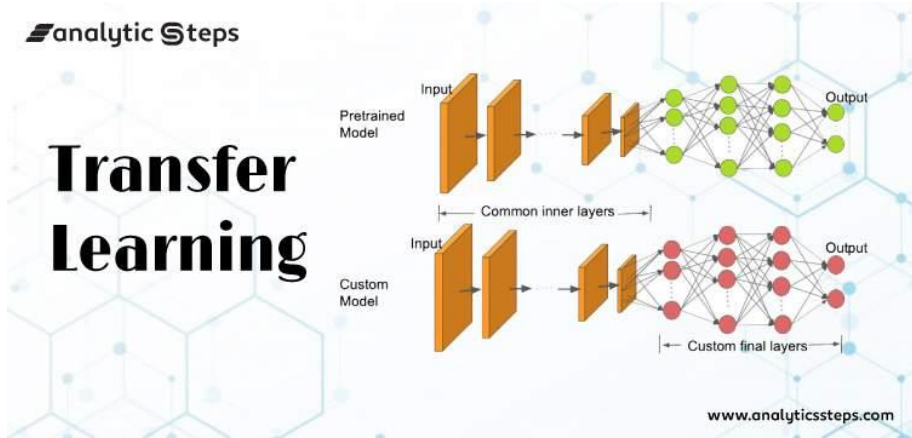 analytic Steps
Transfer
Learning
Pretrained
Model
Input
Output
Common inner layers
Custom
Model
Input
Output
Custom final layers
www.analyticssteps.com